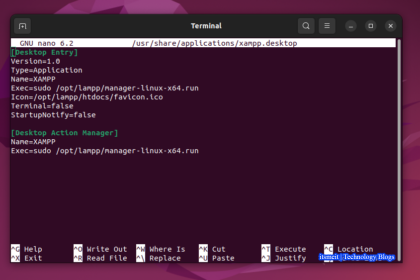 Terminal
GNU nano 6.2 /usr/share/applications/xampp.desktop
[Desktop Entry]
Version=1.0
Type=Application
Name=XAMPP
Exec=sudo /opt/lampp/manager-linux-x64.run
Icon=/opt/lampp/htdocs/favicon.ico
Terminal=false
StartupNotify=false
[Desktop Action Manager]
Name=XAMPP
Exec=sudo /opt/lampp/manager-linux-x64.run
^G Help ^O Write Out ^W Where Is ^K Cut ^T Execute ^C Location
^X Exit ^R Read File ^\ Replace ^U Paste ^J Justify
itsmeit | Technology Blogs